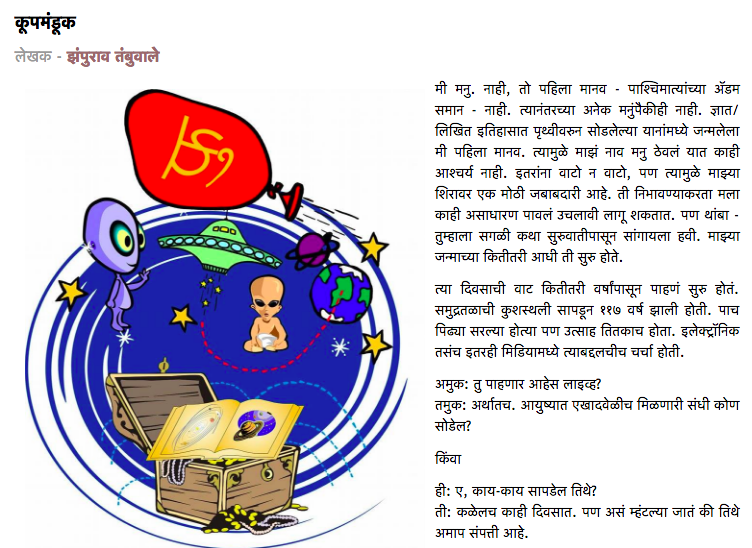 कूपमंडूक
लेखक - झंपुराव तंबुवाले
मी मनु. नाही, तो पहिला मानव - पाश्चिमात्यांच्या ॲडम
समान - नाही. त्यानंतरच्या अनेक मनुंपैकीही नाही. ज्ञात/
लिखित इतिहासात पृथ्वीवरुन सोडलेल्या यानांमध्ये जन्मलेला
मी पहिला मानव. त्यामुळे माझं नाव मनु ठेवलं यात काही
आश्चर्य नाही. इतरांना वाटो न वाटो, पण त्यामुळे माझ्या
शिरावर एक मोठी जबाबदारी आहे. ती निभावण्याकरता मला
काही असाधारण पावलं उचलावी लागू शकतात. पण थांबा -
तुम्हाला सगळी कथा सुरुवातीपासून सांगायला हवी. माझ्या
जन्माच्या कितीतरी आधी ती सुरु होते.
त्या दिवसाची वाट कितीतरी वर्षांपासून पाहणं सुरु होतं.
समुद्रतळाची कुशस्थली सापडून ११७ वर्ष झाली होती. पाच
पिढ्या सरल्या होत्या पण उत्साह तितकाच होता. इलेक्ट्रॉनिक
तसंच इतरही मिडियामध्ये त्याबद्दलचीच चर्चा होती.
अमुक: तु पाहणार आहेस लाइव्ह?
तमुक: अर्थातच. आयुष्यात एखादवेळीच मिळणारी संधी कोण
सोडेल?
किंवा
ही: ए, काय-काय सापडेल तिथे?
ती: कळेलच काही दिवसात. पण असं म्हंटल्या जातं की तिथे
अमाप संपत्ती आहे.